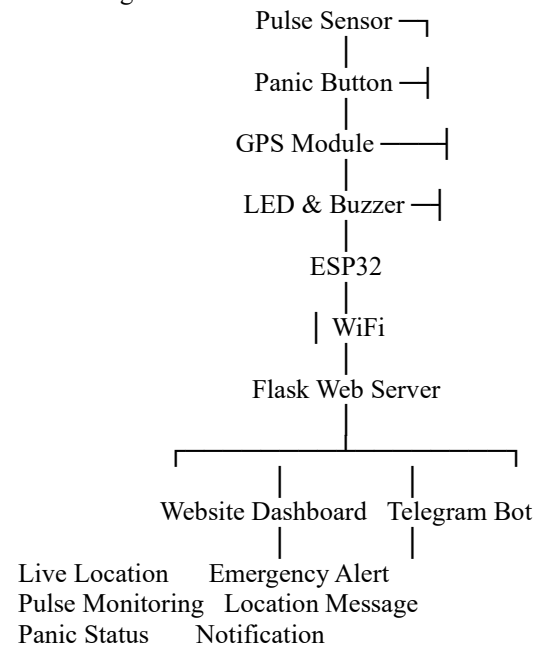 Pulse Sensor
Panic Button
GPS Module
LED & Buzzer
ESP32
WiFi
Flask Web Server
Website Dashboard Telegram Bot
Live Location Emergency Alert
Pulse Monitoring Location Message
Panic Status Notification